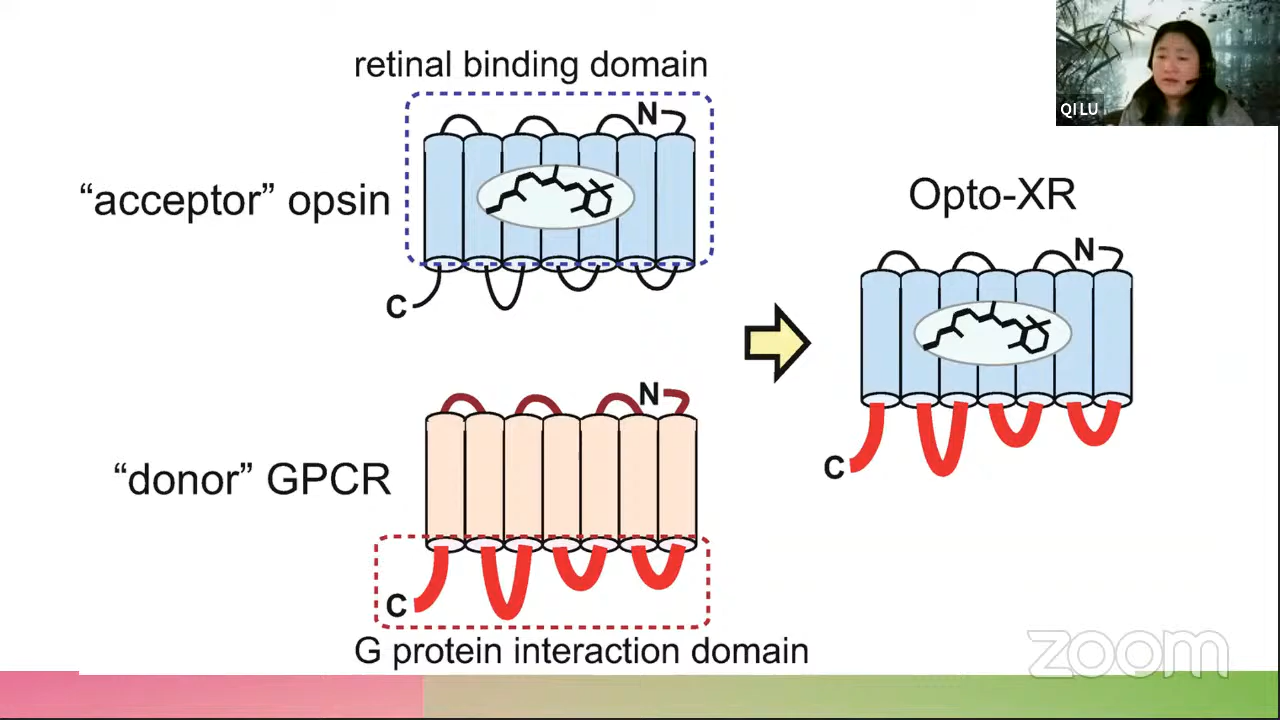 retinal binding domain
N
“acceptor” opsin
C
QI LU
Opto-XR
N
C
N
“donor” GPCR
C
G protein interaction domain
zoom